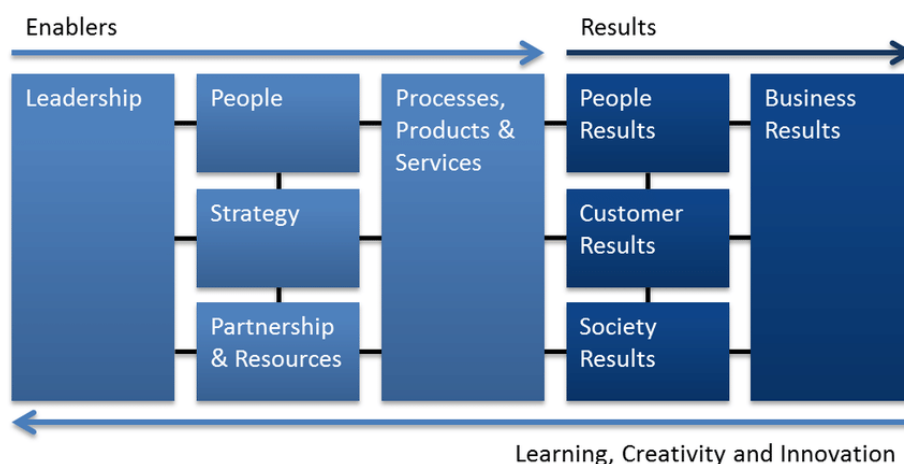 Enablers
Results
Leadership
People
Processes,
Products &
Services
People
Results
Business
Results
Strategy
Customer
Results
Partnership
& Resources
Society
Results
Learning, Creativity and Innovation